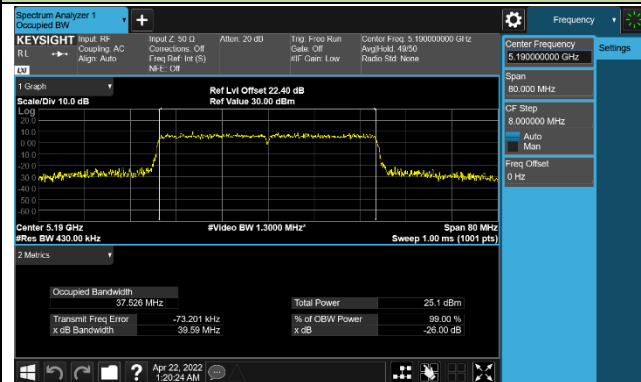 Spectrum Analyzer 1
Occupied BW
Frequency
KEYSIGHT
Input: RF
Coupling: AC
Align: Auto
Input Z: 50 Ω
Corrections: Off
Freq Ref: Int (S)
NFE: Off
Atten: 20 dB
Trig: Free Run
Gate: Off
#IF Gain: Low
Center Freq: 5.190000000 GHz
Avg|Hold: 49/50
Radio Std: None
RL
LXI
Center Frequency
5.190000000 GHz
Settings
Span
80.000 MHz
CF Step
8.000000 MHz
Auto
Man
Freq Offset
0 Hz
1 Graph
Scale/Div 10.0 dB
Ref Lvl Offset 22.40 dB
Ref Value 30.00 dBm
Log
20.0
10.0
0.00
-10.0
-20.0
-30.0
-40.0
-50.0
-60.0
Center 5.19 GHz
#Video BW 1.3000 MHz*
Span 80 MHz
#Res BW 430.00 kHz
Sweep 1.00 ms (1001 pts)
2 Metrics
Occupied Bandwidth
37.526 MHz
Total Power 25.1 dBm
Transmit Freq Error -73.201 kHz
% of OBW Power 99.00 %
x dB Bandwidth 39.59 MHz
x dB -26.00 dB
Apr 22, 2022
1:20:24 AM